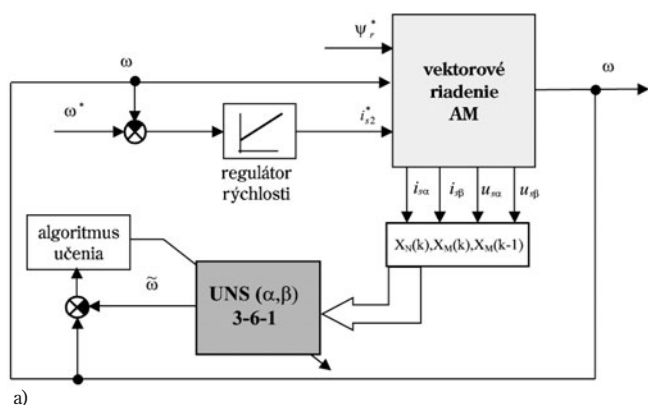 ψr*
ω
vektorové
riadenie
AM
ω
ω*
is2*
regulátor
rýchlosti
isα isβ usα usβ
algoritmus
učenia
XN(k),XM(k),XM(k-1)
ω̃
UNS (α,β)
3-6-1
a)